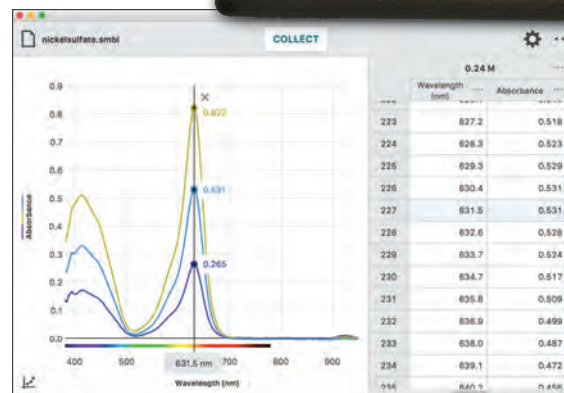 nickelsulfate.smbl
COLLECT
0.24 M
Wavelength (nm)
Absorbance
223 627.2 0.518
224 628.3 0.523
225 629.3 0.529
226 630.4 0.531
227 631.5 0.531
228 632.6 0.528
229 633.7 0.524
230 634.7 0.517
231 635.8 0.509
232 636.9 0.499
233 638.0 0.487
234 639.1 0.472
235 640.2 0.456
0.9
0.8
0.7
0.6
0.5
0.4
0.3
0.2
0.1
0.0
Absorbance
×
0.822
0.531
0.265
400 500 631.5 nm 700 800 900
Wavelength (nm)